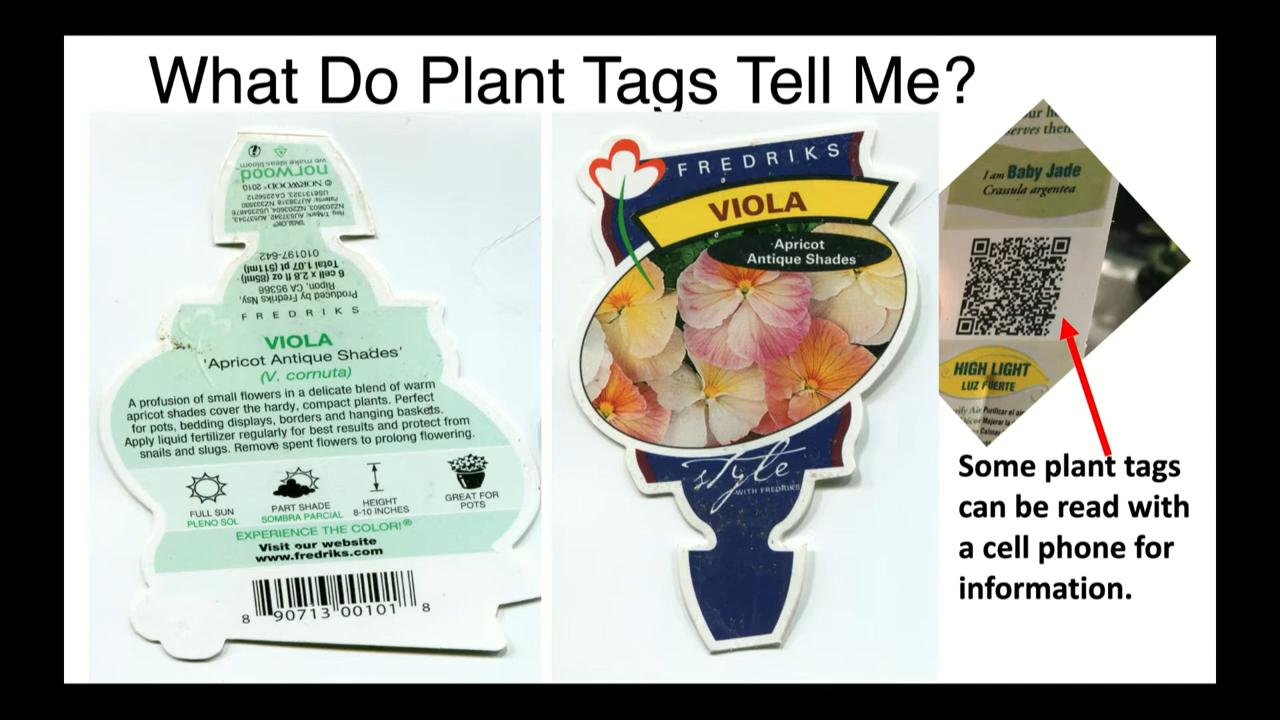 What Do Plant Tags Tell Me?
we make ideas bloom
norwood
© NORWOOD® 2010
TAGLOK®
010197-642
Total 1.07 pt (511ml)
6 cell x 2.8 fl oz (85ml)
Ripon, CA 95366
Produced by Fredriks Nsy,
FREDRIKS
VIOLA
'Apricot Antique Shades'
(V. cornuta)
A profusion of small flowers in a delicate blend of warm
apricot shades cover the hardy, compact plants. Perfect
for pots, bedding displays, borders and hanging baskets.
Apply liquid fertilizer regularly for best results and protect from
snails and slugs. Remove spent flowers to prolong flowering.
FULL SUN
PLENO SOL
PART SHADE
SOMBRA PARCIAL
HEIGHT
8-10 INCHES
GREAT FOR
POTS
EXPERIENCE THE COLOR!®
Visit our website
www.fredriks.com
8 90713 00101 8
FREDRIKS
VIOLA
Apricot
Antique Shades
style
WITH FREDRIKS
I am Baby Jade
Crassula argentea
HIGH LIGHT
LUZ FUERTE
Some plant tags
can be read with
a cell phone for
information.